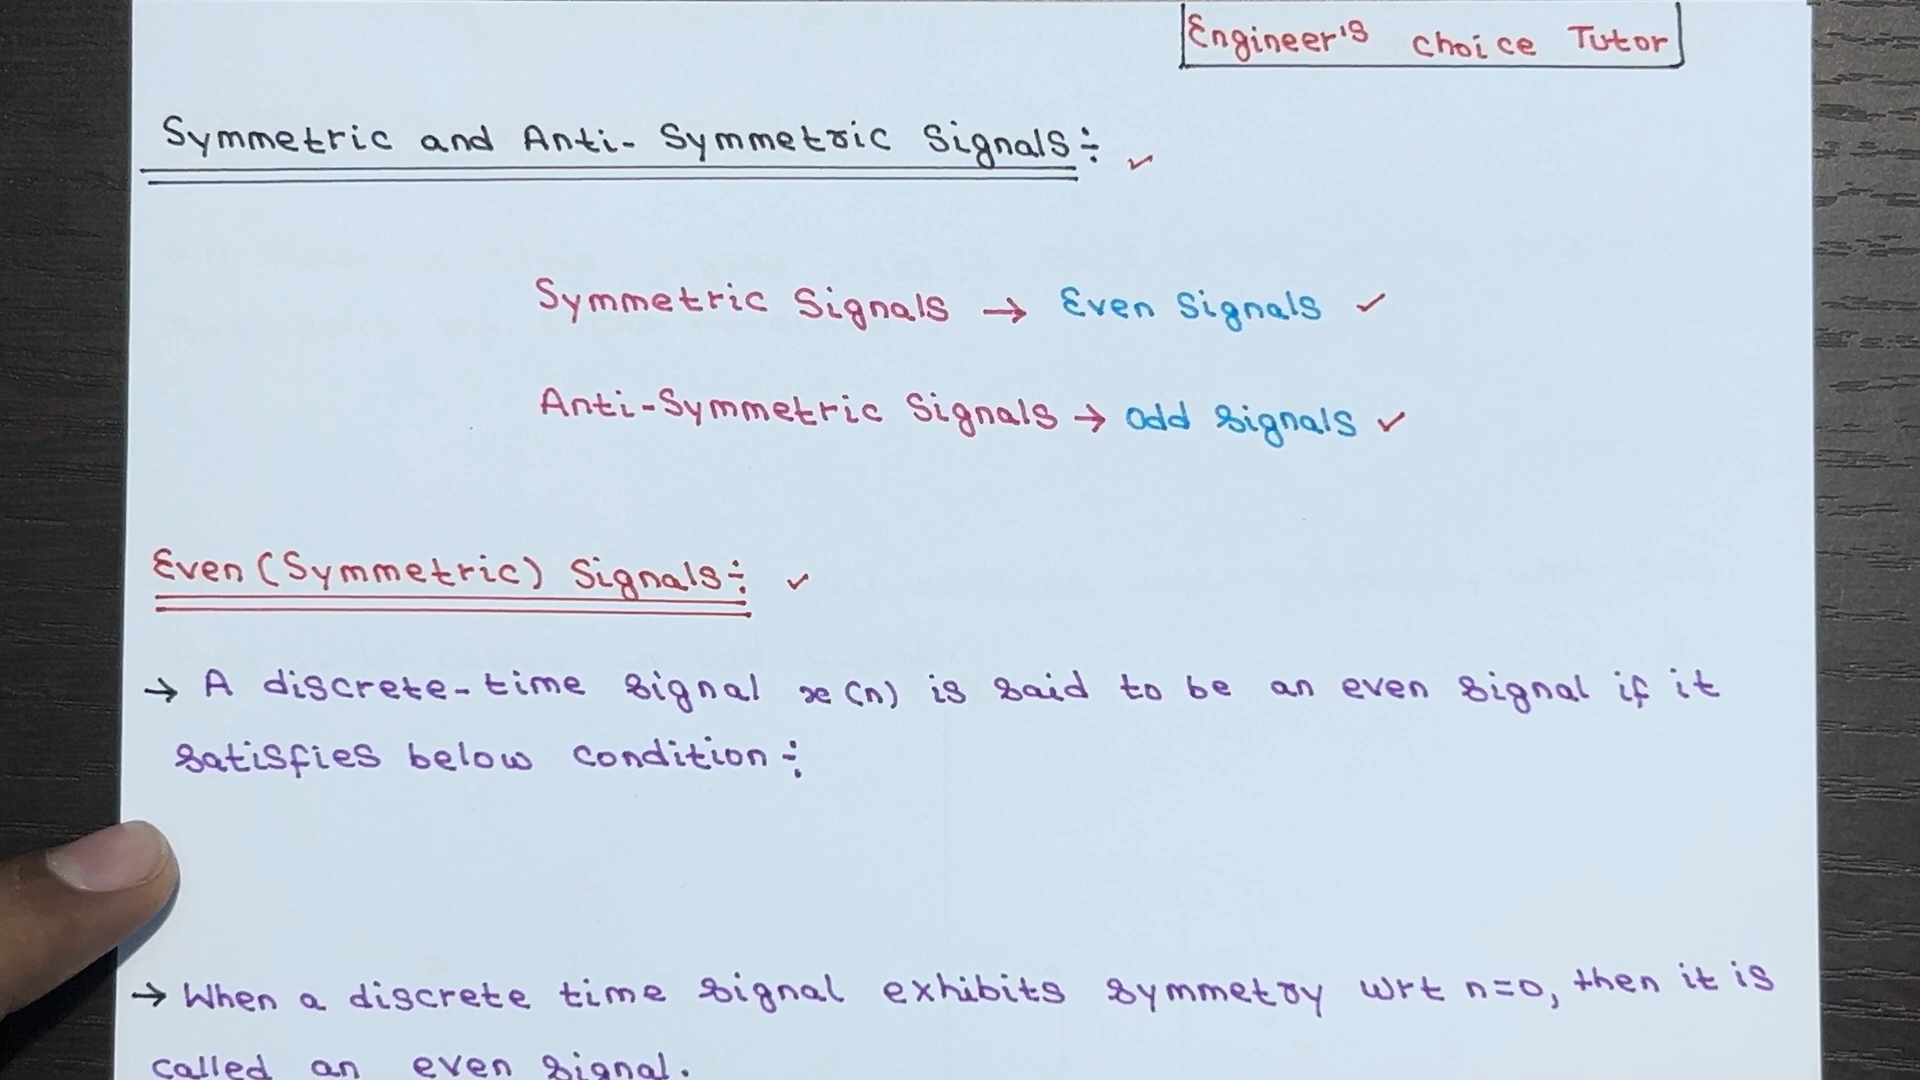 Engineer's choice Tutor
Symmetric and Anti-Symmetric Signals:
Symmetric Signals → Even Signals ✓
Anti-Symmetric Signals → odd signals ✓
Even (Symmetric) Signals:
→ A discrete-time signal x(n) is said to be an even signal if it
satisfies below condition:
→ When a discrete time signal exhibits symmetry wrt n=0, then it is
called an even signal.